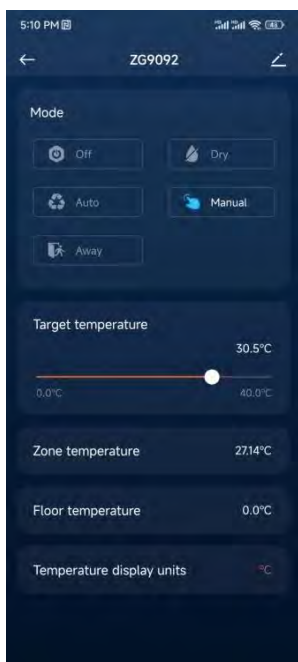 5:10 PM
ZG9092
Mode
Off
Dry
Auto
Manual
Away
Target temperature
30.5°C
0.0°C 40.0°C
Zone temperature 27.14°C
Floor temperature 0.0°C
Temperature display units °C